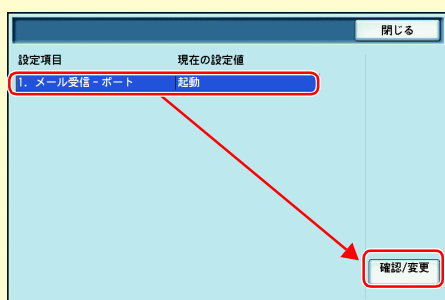 閉じる
設定項目 現在の設定値
1. メール受信 - ポート 起動
確認/変更